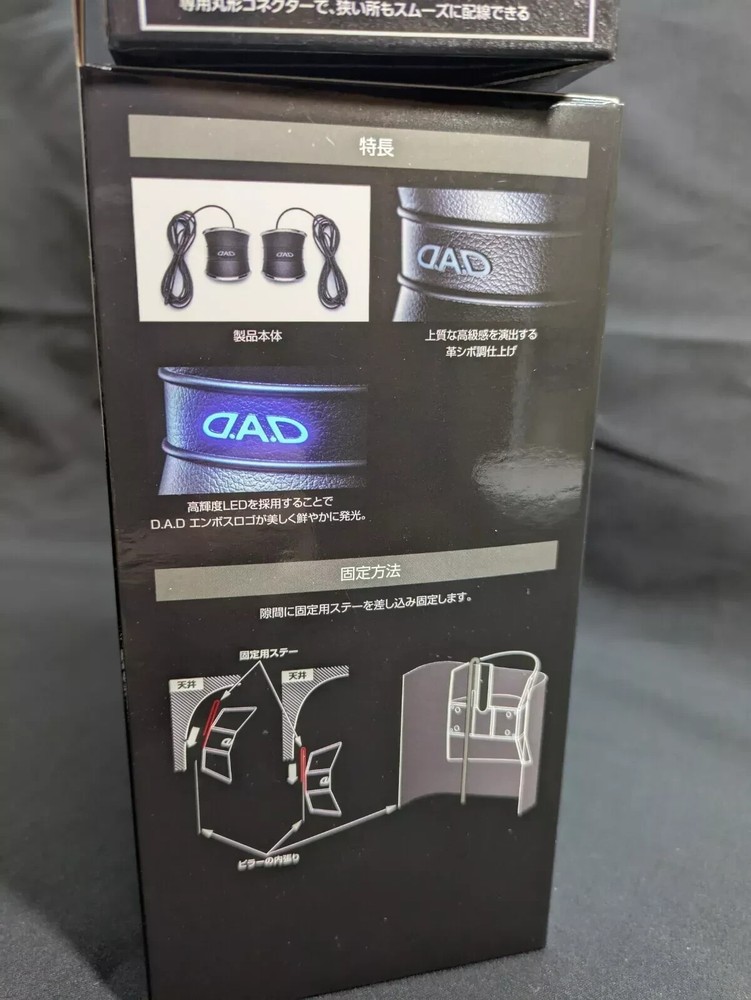 専用丸形コネクターで、狭い所もスムーズに配線できる
特長
D.A.D
D.A.D
D.A.D
製品本体
上質な高級感を演出する
革シボ調仕上げ
D.A.D
高輝度LEDを採用することで
D.A.D エンボスロゴが美しく鮮やかに発光。
固定方法
隙間に固定用ステーを差し込み固定します。
固定用ステー
天井
天井
ピラーの内張り